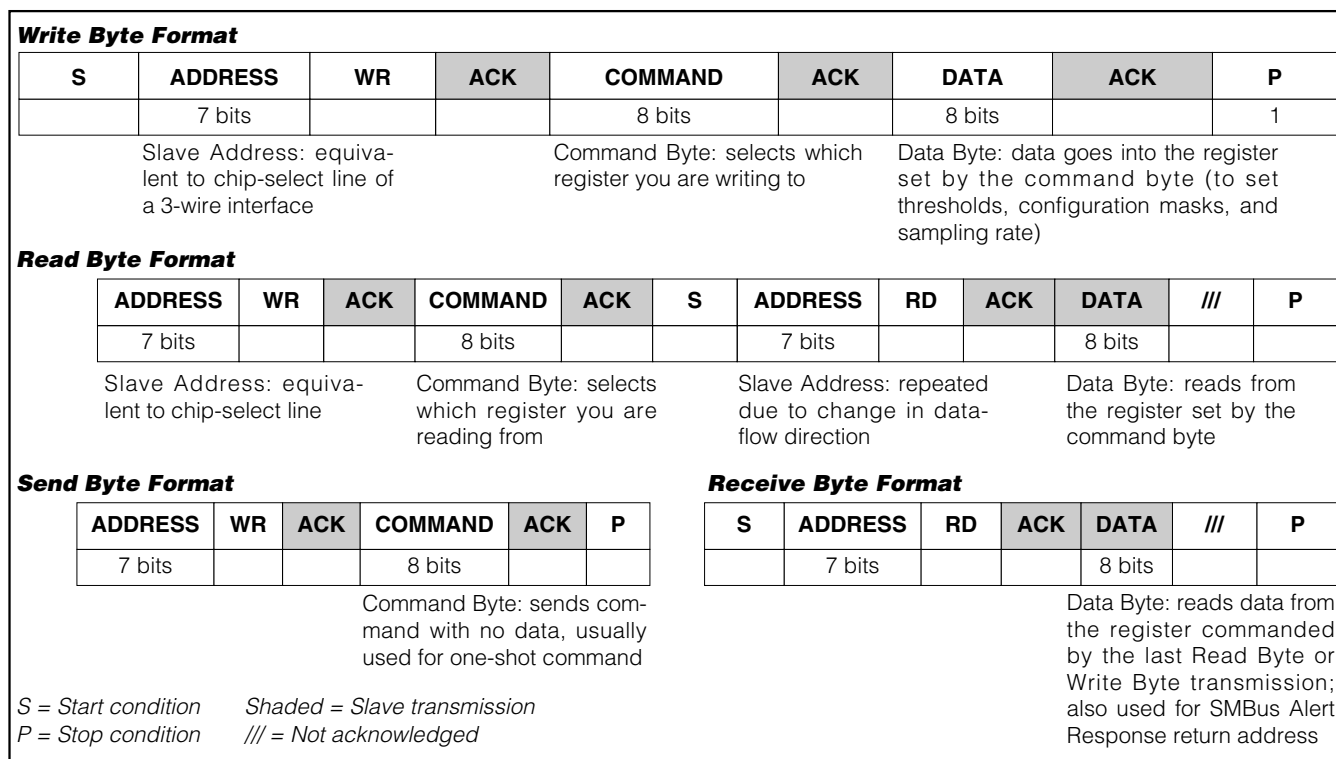 Write Byte Format
S ADDRESS WR ACK COMMAND ACK DATA ACK P
7 bits 8 bits 8 bits 1
Slave Address: equiva-
lent to chip-select line of
a 3-wire interface
Command Byte: selects which
register you are writing to
Data Byte: data goes into the register
set by the command byte (to set
thresholds, configuration masks, and
sampling rate)
Read Byte Format
ADDRESS WR ACK COMMAND ACK S ADDRESS RD ACK DATA /// P
7 bits 8 bits 7 bits 8 bits
Slave Address: equiva-
lent to chip-select line
Command Byte: selects
which register you are
reading from
Slave Address: repeated
due to change in data-
flow direction
Data Byte: reads from
the register set by the
command byte
Send Byte Format
ADDRESS WR ACK COMMAND ACK P
7 bits 8 bits
Command Byte: sends com-
mand with no data, usually
used for one-shot command
Receive Byte Format
S ADDRESS RD ACK DATA /// P
7 bits 8 bits
Data Byte: reads data from
the register commanded
by the last Read Byte or
Write Byte transmission;
also used for SMBus Alert
Response return address
S = Start condition Shaded = Slave transmission
P = Stop condition /// = Not acknowledged